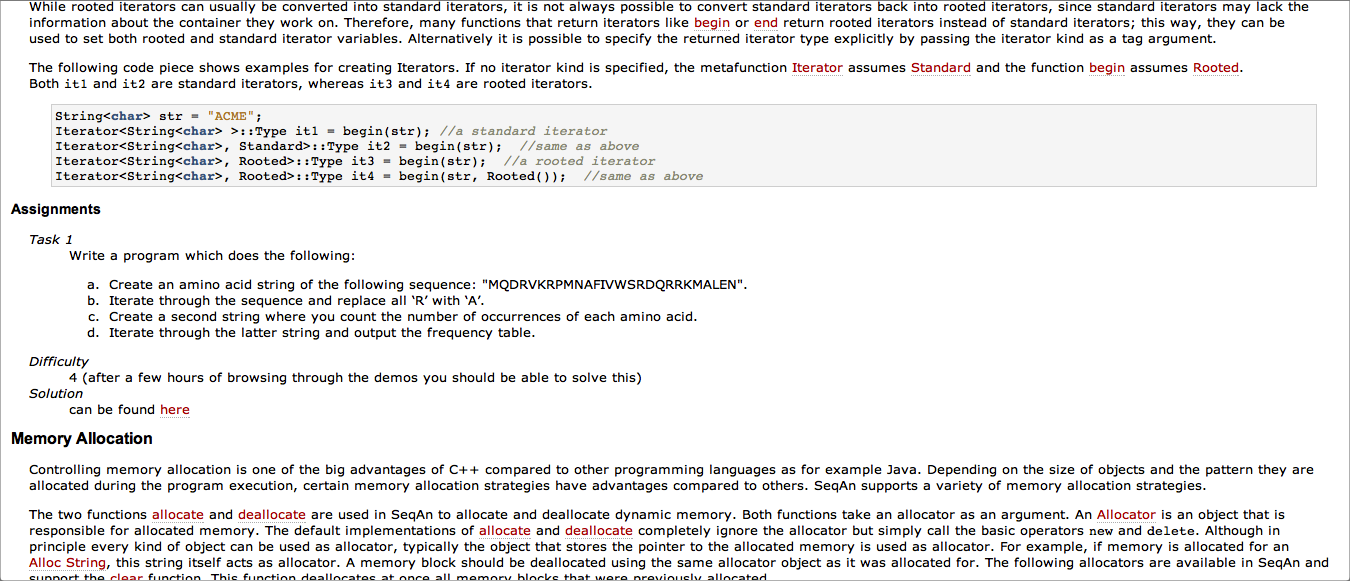 While rooted iterators can usually be converted into standard iterators, it is not always possible to convert standard iterators back into rooted iterators, since standard iterators may lack the
information about the container they work on. Therefore, many functions that return iterators like begin or end return rooted iterators instead of standard iterators; this way, they can be
used to set both rooted and standard iterator variables. Alternatively it is possible to specify the returned iterator type explicitly by passing the iterator kind as a tag argument.
The following code piece shows examples for creating Iterators. If no iterator kind is specified, the metafunction Iterator assumes Standard and the function begin assumes Rooted.
Both it1 and it2 are standard iterators, whereas it3 and it4 are rooted iterators.
String<char> str = "ACME";
Iterator<String<char> >::Type it1 = begin(str); //a standard iterator
Iterator<String<char>, Standard>::Type it2 = begin(str);  //same as above
Iterator<String<char>, Rooted>::Type it3 = begin(str);  //a rooted iterator
Iterator<String<char>, Rooted>::Type it4 = begin(str, Rooted());  //same as above
Assignments
Task 1
Write a program which does the following:
a. Create an amino acid string of the following sequence: "MQDRVKRPMNAFIVWSRDQRRKMALEN".
b. Iterate through the sequence and replace all ‘R’ with ‘A’.
c. Create a second string where you count the number of occurrences of each amino acid.
d. Iterate through the latter string and output the frequency table.
Difficulty
4 (after a few hours of browsing through the demos you should be able to solve this)
Solution
can be found here
Memory Allocation
Controlling memory allocation is one of the big advantages of C++ compared to other programming languages as for example Java. Depending on the size of objects and the pattern they are
allocated during the program execution, certain memory allocation strategies have advantages compared to others. SeqAn supports a variety of memory allocation strategies.
The two functions allocate and deallocate are used in SeqAn to allocate and deallocate dynamic memory. Both functions take an allocator as an argument. An Allocator is an object that is
responsible for allocated memory. The default implementations of allocate and deallocate completely ignore the allocator but simply call the basic operators new and delete. Although in
principle every kind of object can be used as allocator, typically the object that stores the pointer to the allocated memory is used as allocator. For example, if memory is allocated for an
Alloc String, this string itself acts as allocator. A memory block should be deallocated using the same allocator object as it was allocated for. The following allocators are available in SeqAn and
support the clear function. This function deallocates at once all memory blocks that were previously allocated.